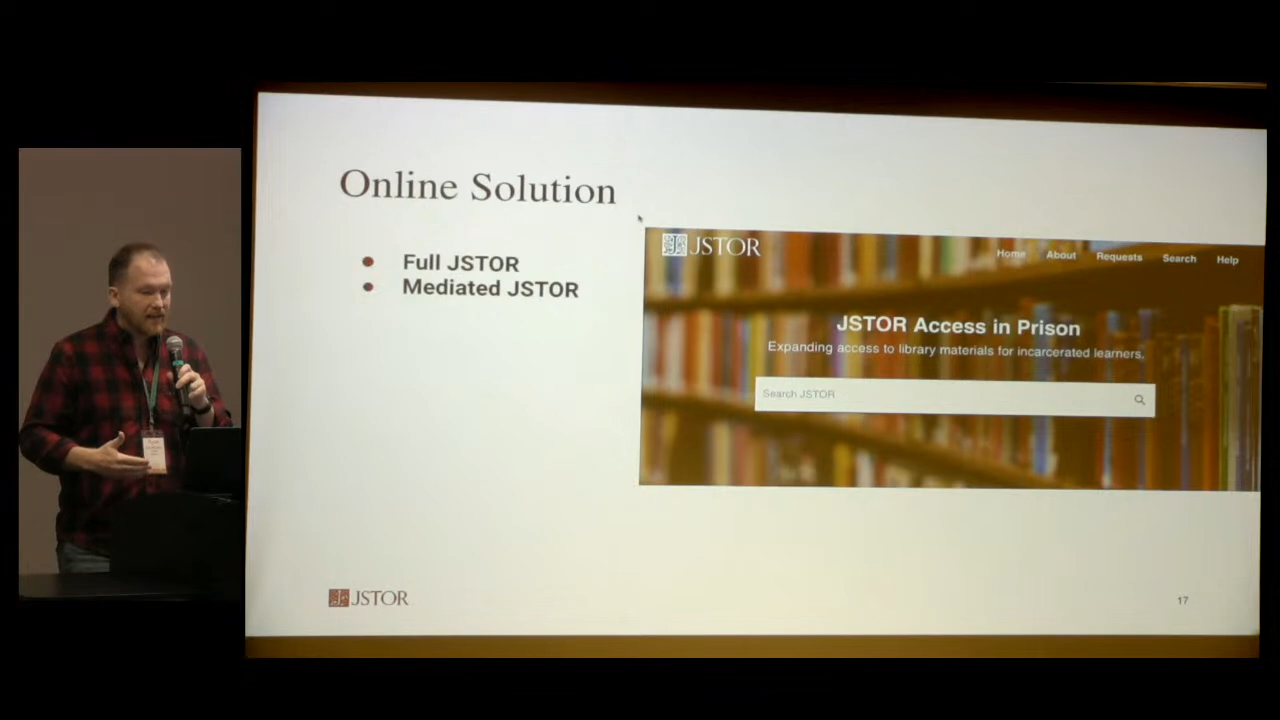 Online Solution
Full JSTOR
Mediated JSTOR
JSTOR
Home About Requests Search Help
JSTOR Access in Prison
Expanding access to library materials for incarcerated learners.
Search JSTOR
JSTOR
17